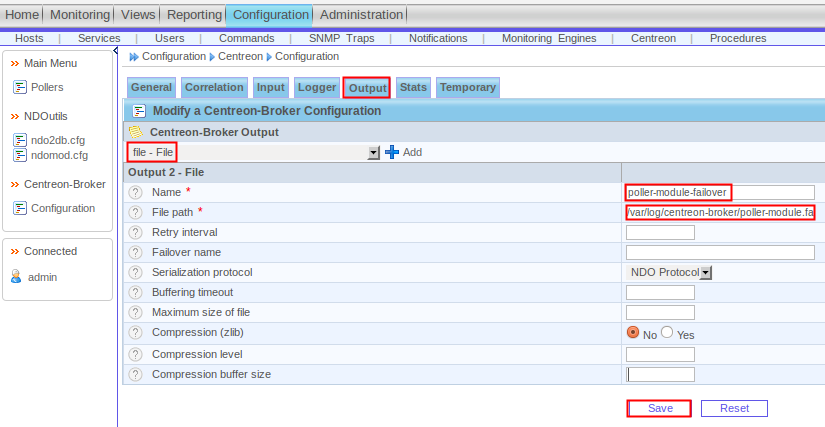 Home Monitoring Views Reporting Configuration Administration
Hosts | Services | Users | Commands | SNMP Traps | Notifications | Monitoring Engines | Centreon | Procedures
Main Menu
Pollers
NDOutils
ndo2db.cfg
ndomod.cfg
Centreon-Broker
Configuration
Connected
admin
Configuration Centreon Configuration
General Correlation Input Logger Output Stats Temporary
Modify a Centreon-Broker Configuration
Centreon-Broker Output
file - File Add
Output 2 - File
? Name * poller-module-failover
? File path * /var/log/centreon-broker/poller-module.fa
? Retry interval
? Failover name
? Serialization protocol NDO Protocol
? Buffering timeout
? Maximum size of file
? Compression (zlib) No Yes
? Compression level
? Compression buffer size
Save Reset